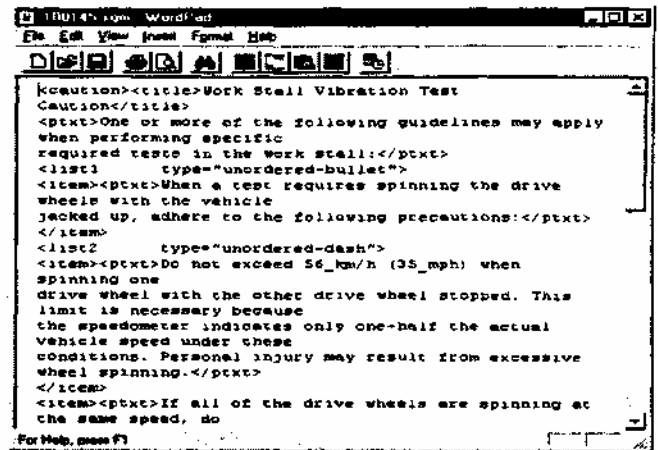 100145.sgm - WordPad
File Edit View Insert Format Help
<caution><title>Work Stall Vibration Test
Caution</title>
<ptxt>One or more of the following guidelines may apply
when performing specific
required tests in the work stall:</ptxt>
<list1 type="unordered-bullet">
<item><ptxt>When a test requires spinning the drive
wheels with the vehicle
jacked up, adhere to the following precautions:</ptxt>
</item>
<list2 type="unordered-dash">
<item><ptxt>Do not exceed 56_km/h (35_mph) when
spinning one
drive wheel with the other drive wheel stopped. This
limit is necessary because
the speedometer indicates only one-half the actual
vehicle speed under these
conditions. Personal injury may result from excessive
wheel spinning.</ptxt>
</item>
<item><ptxt>If all of the drive wheels are spinning at
the same speed, do
For Help, press F1